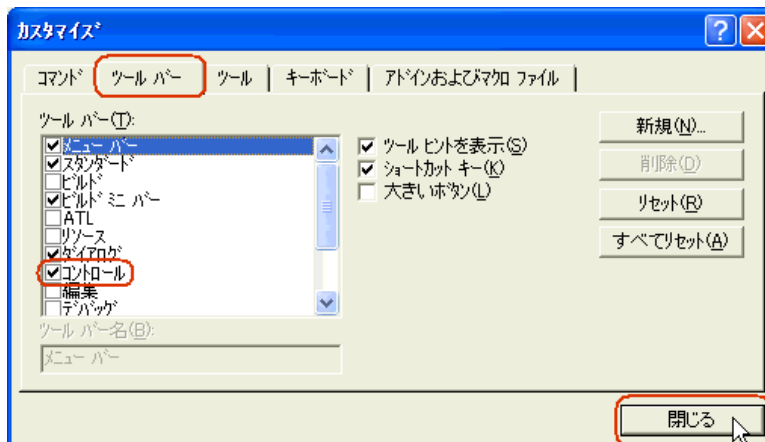 カスタマイズ
コマンド ツール バー ツール キーボード アドインおよびマクロ ファイル
ツール バー(T):
メニュー バー
スタンダード
ビルド
ビルド ミニ バー
ATL
リソース
ダイアログ
コントロール
編集
デバッグ
ツール バー名(B):
メニュー バー
ツール ヒントを表示(S)
ショートカット キー(K)
大きいボタン(L)
新規(N)...
削除(D)
リセット(R)
すべてリセット(A)
閉じる